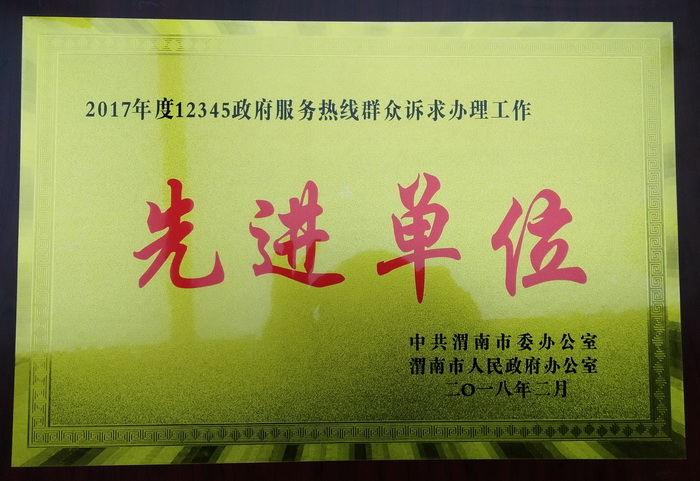 2017年度12345政府服务热线群众诉求办理工作
先进单位
中共渭南市委办公室
渭南市人民政府办公室
二〇一八年二月